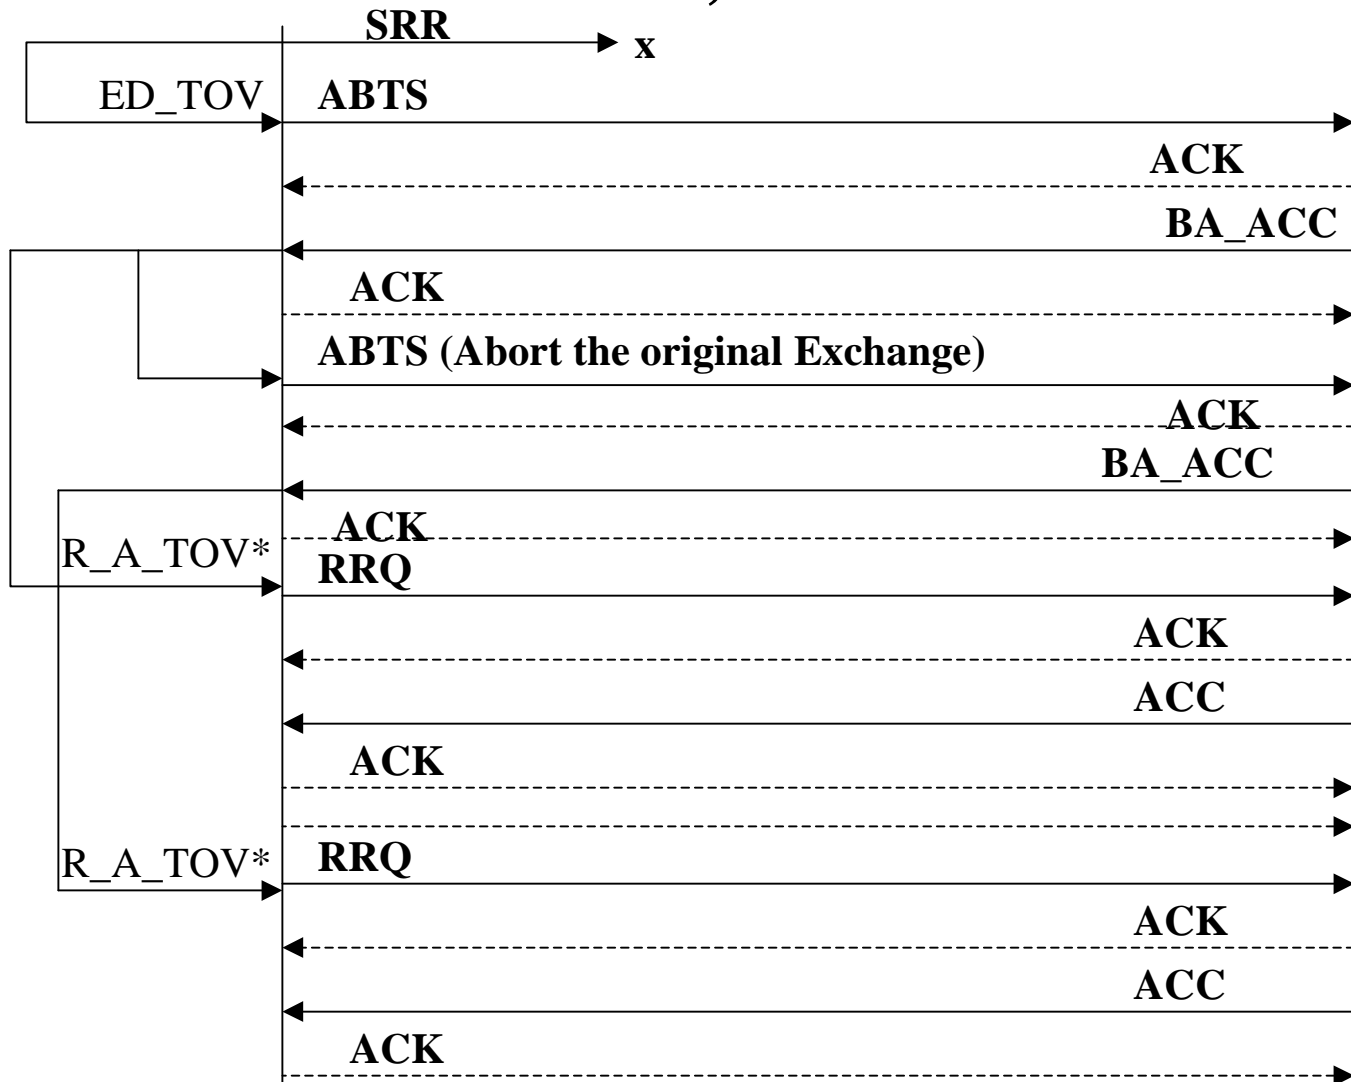 SRR
x
ED_TOV ABTS
ACK
BA_ACC
ACK
ABTS (Abort the original Exchange)
ACK
BA_ACC
ACK
R_A_TOV*
RRQ
ACK
ACC
ACK
R_A_TOV* RRQ
ACK
ACC
ACK